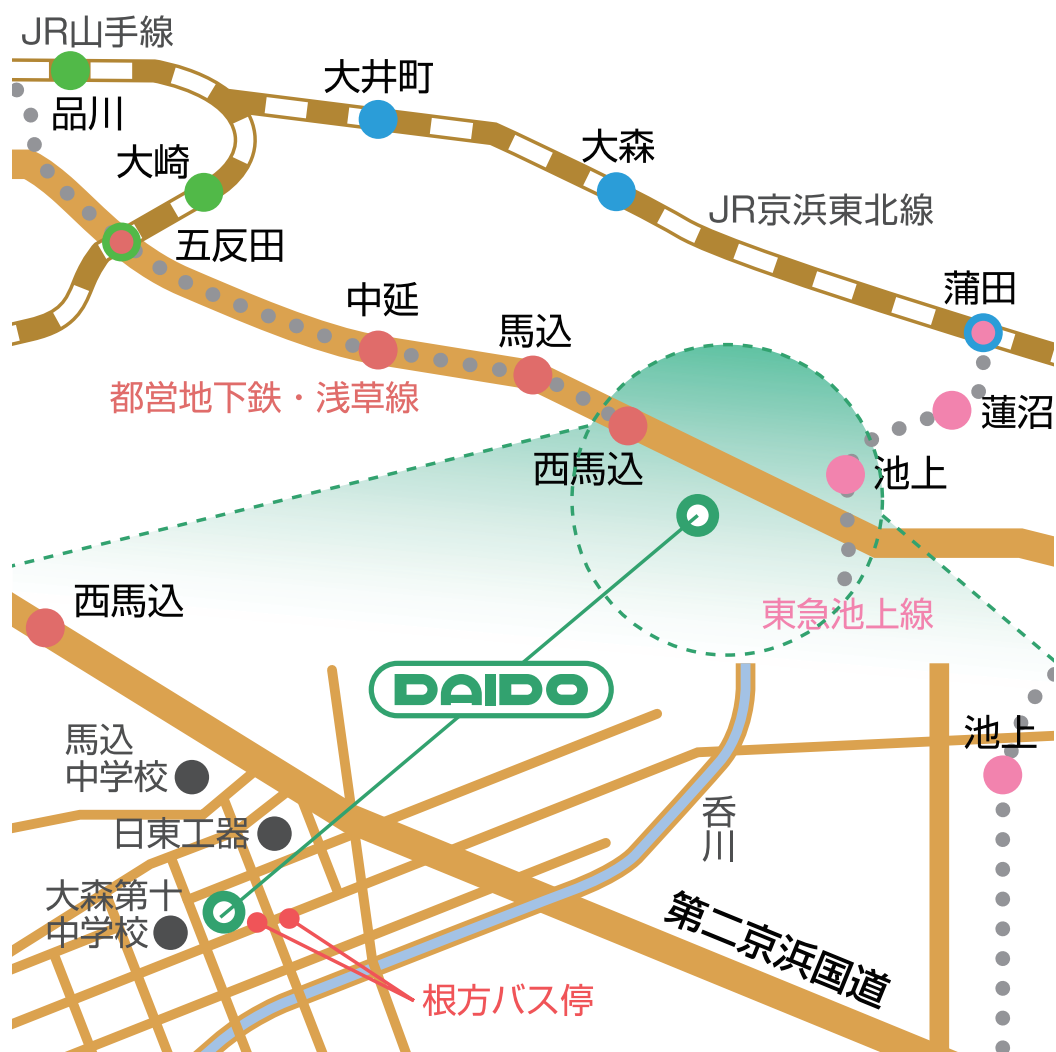 JR山手線
品川
大井町
大崎
大森
五反田
JR京浜東北線
中延
馬込
蒲田
都営地下鉄・浅草線
蓮沼
西馬込
池上
西馬込
東急池上線
DAIDO
馬込
中学校
池上
日東工器
呑川
大森第十
中学校
第二京浜国道
根方バス停